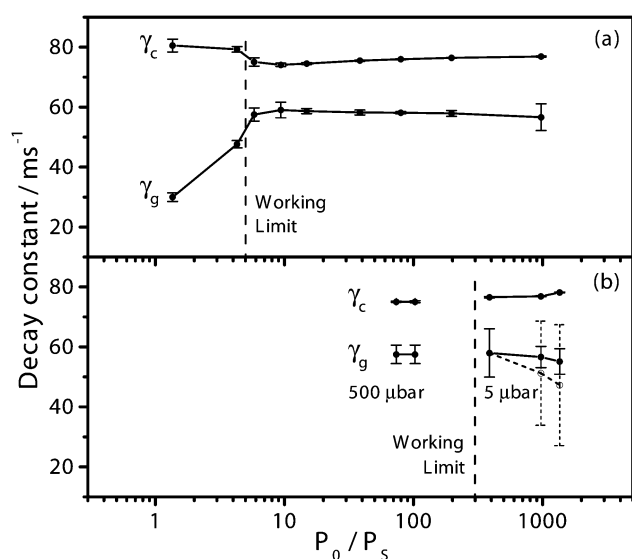 Decay constant / ms⁻¹
80
60
40
20
γc
γg
(a)
Working
Limit
80
60
40
20
γc
γg
(b)
500 μbar
5 μbar
Working
Limit
1
10
100
1000
P₀ / Pₛ